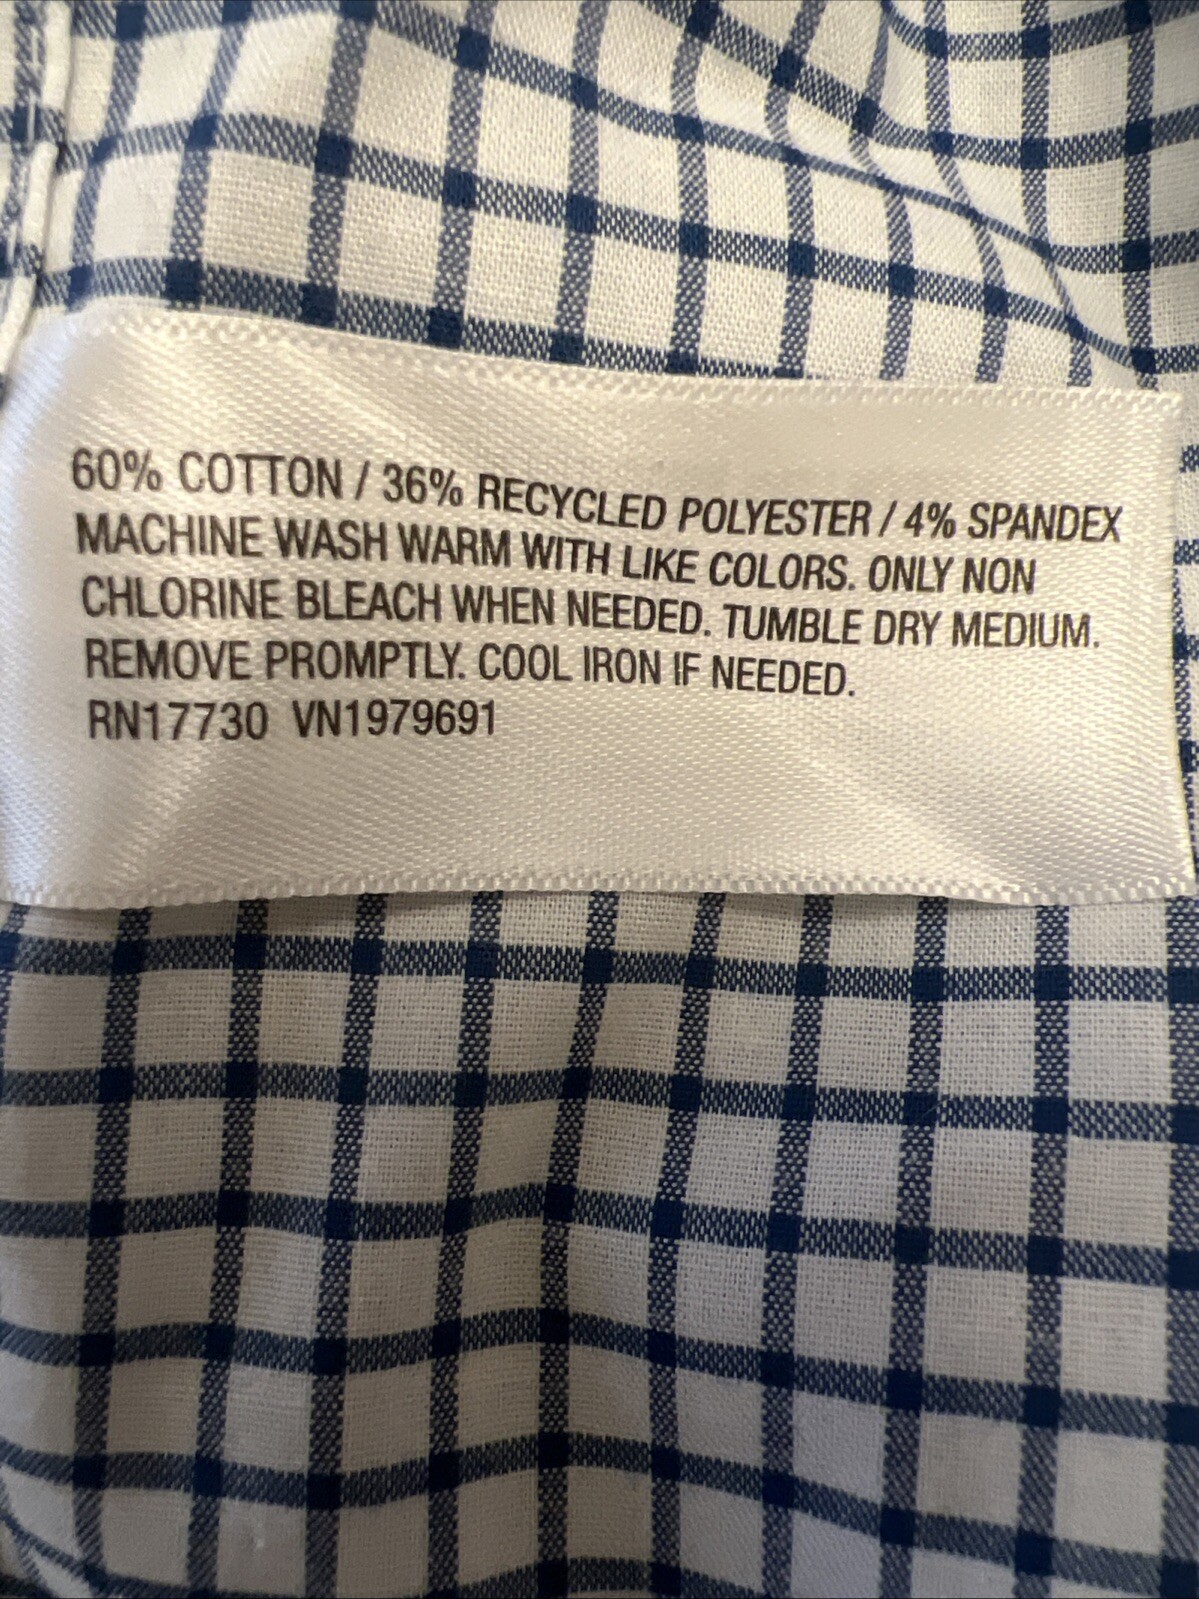 60% COTTON / 36% RECYCLED POLYESTER / 4% SPANDEX
MACHINE WASH WARM WITH LIKE COLORS. ONLY NON
CHLORINE BLEACH WHEN NEEDED. TUMBLE DRY MEDIUM.
REMOVE PROMPTLY. COOL IRON IF NEEDED.
RN17730 VN1979691